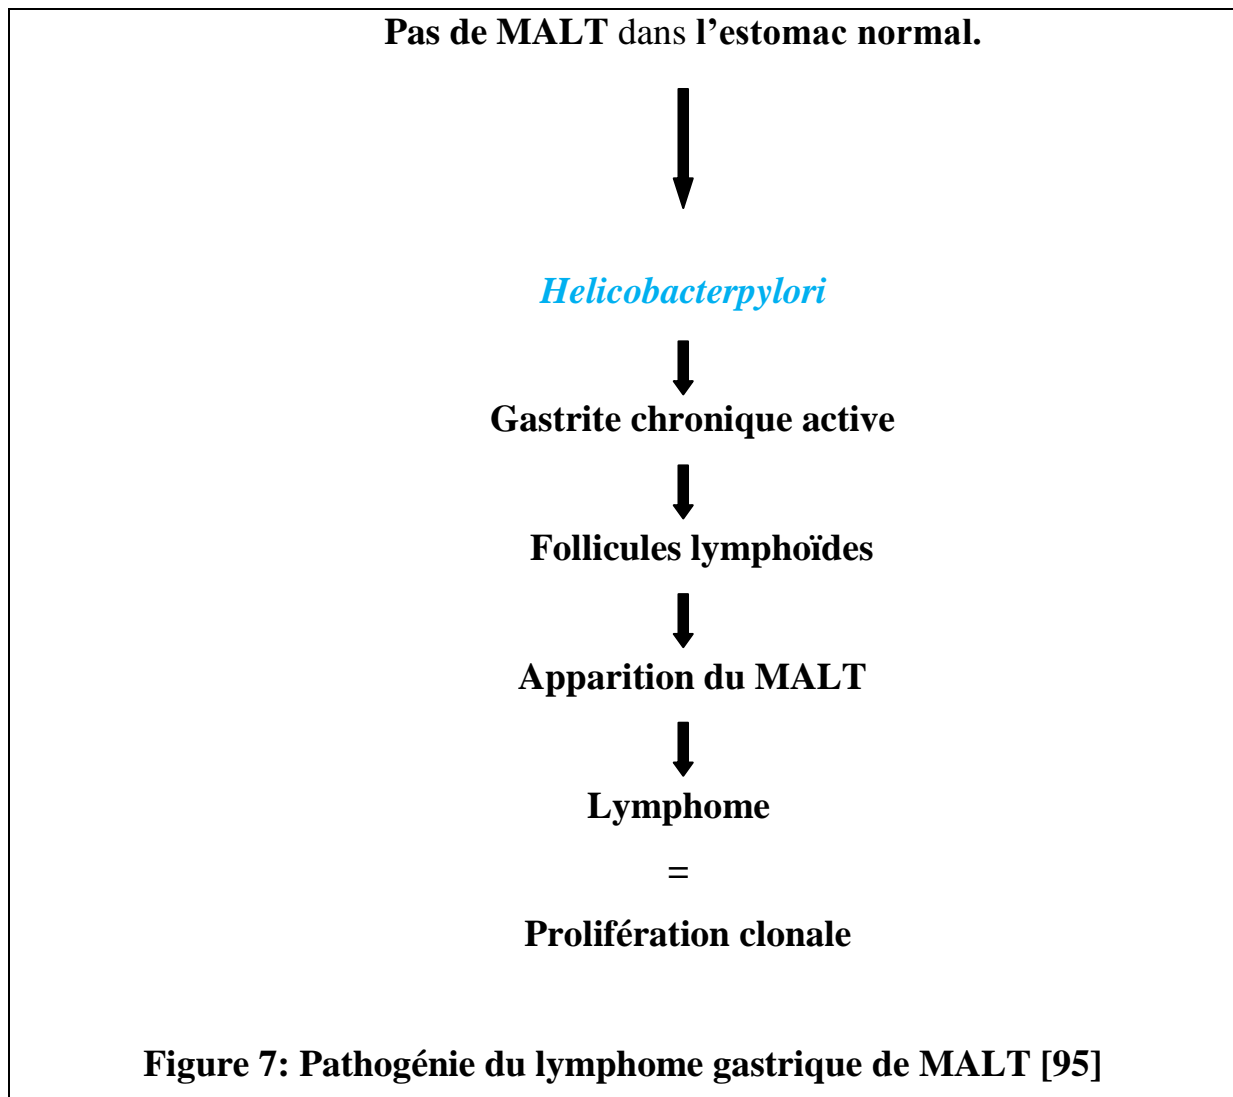 Pas de MALT dans l’estomac normal.
Helicobacterpylori
Gastrite chronique active
Follicules lymphoïdes
Apparition du MALT
Lymphome
=
Prolifération clonale
Figure 7: Pathogénie du lymphome gastrique de MALT [95]